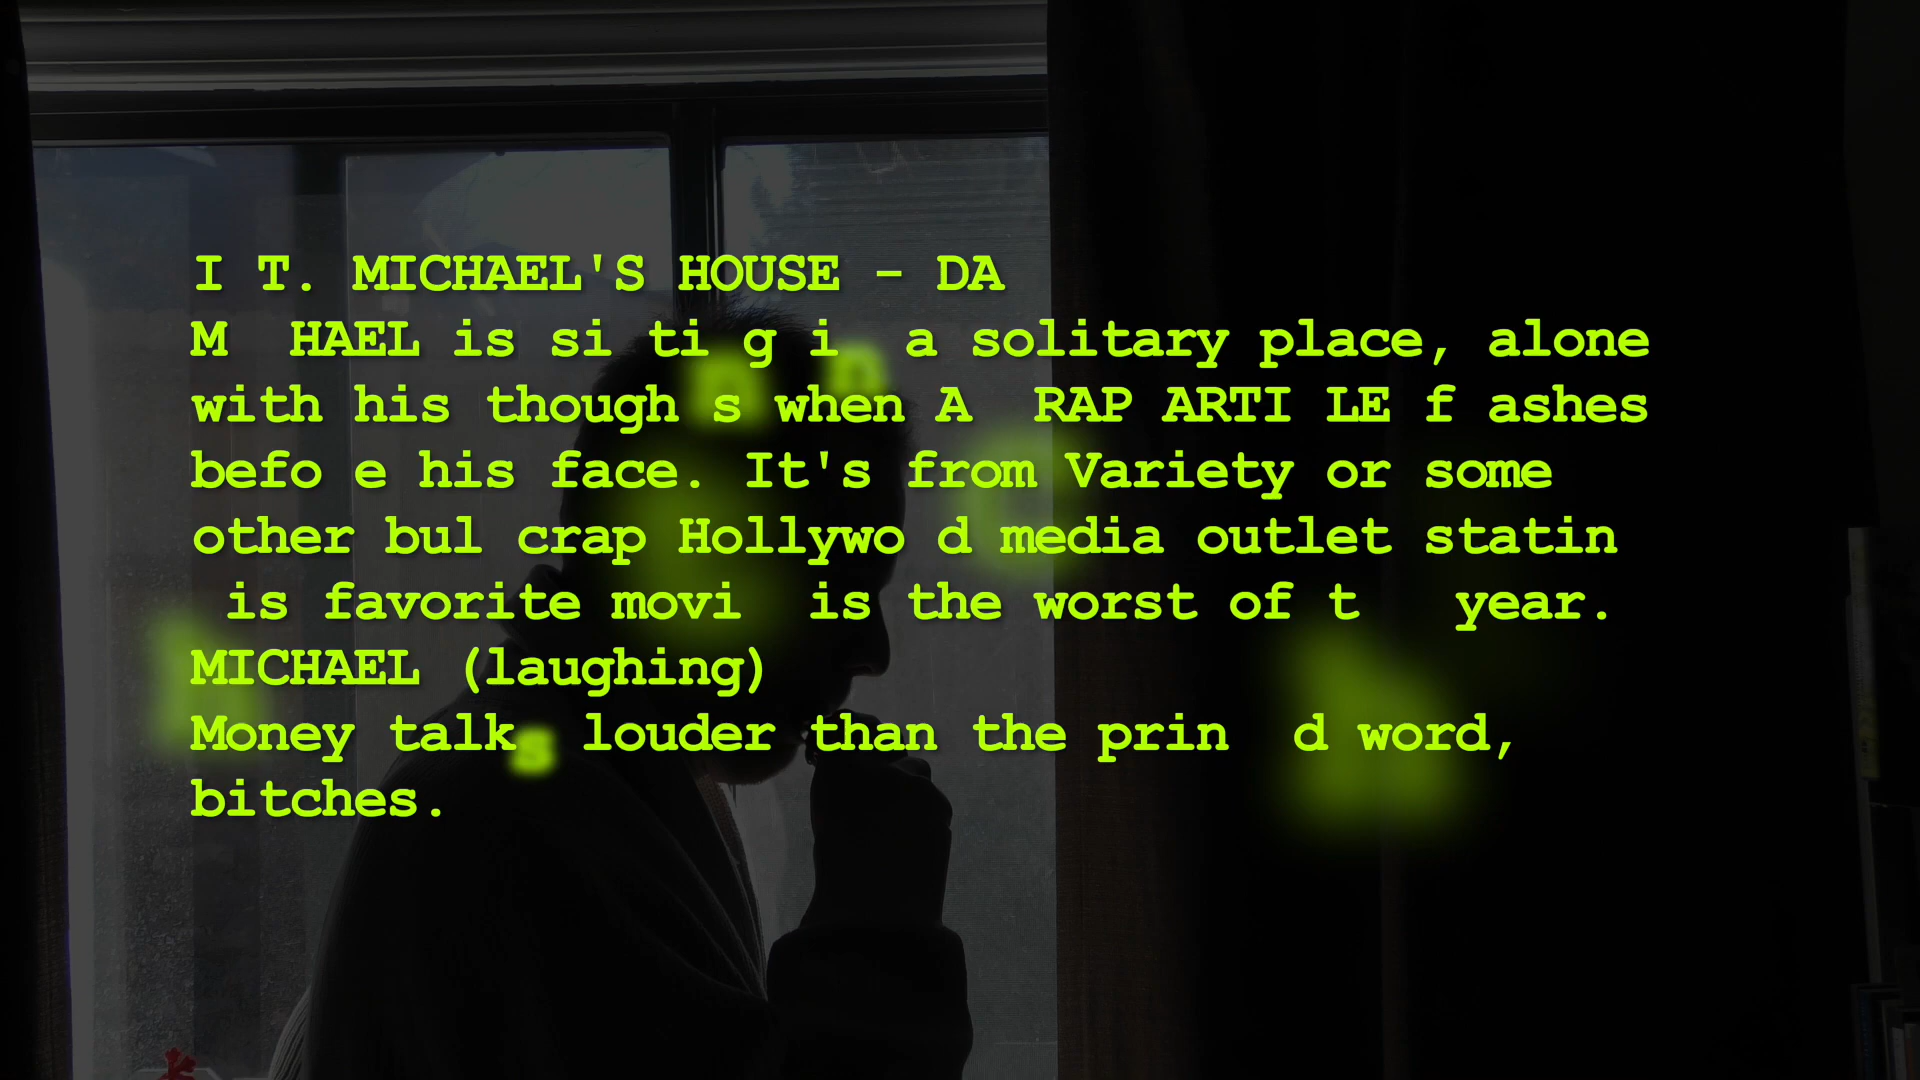 I T. MICHAEL'S HOUSE - DA
M  HAEL is si ti g i  a solitary place, alone
with his though s when A  RAP ARTI LE f ashes
befo e his face. It's from Variety or some
other bul crap Hollywo d media outlet statin
 is favorite movi  is the worst of t   year.
MICHAEL (laughing)
Money talks louder than the prin  d word,
bitches.